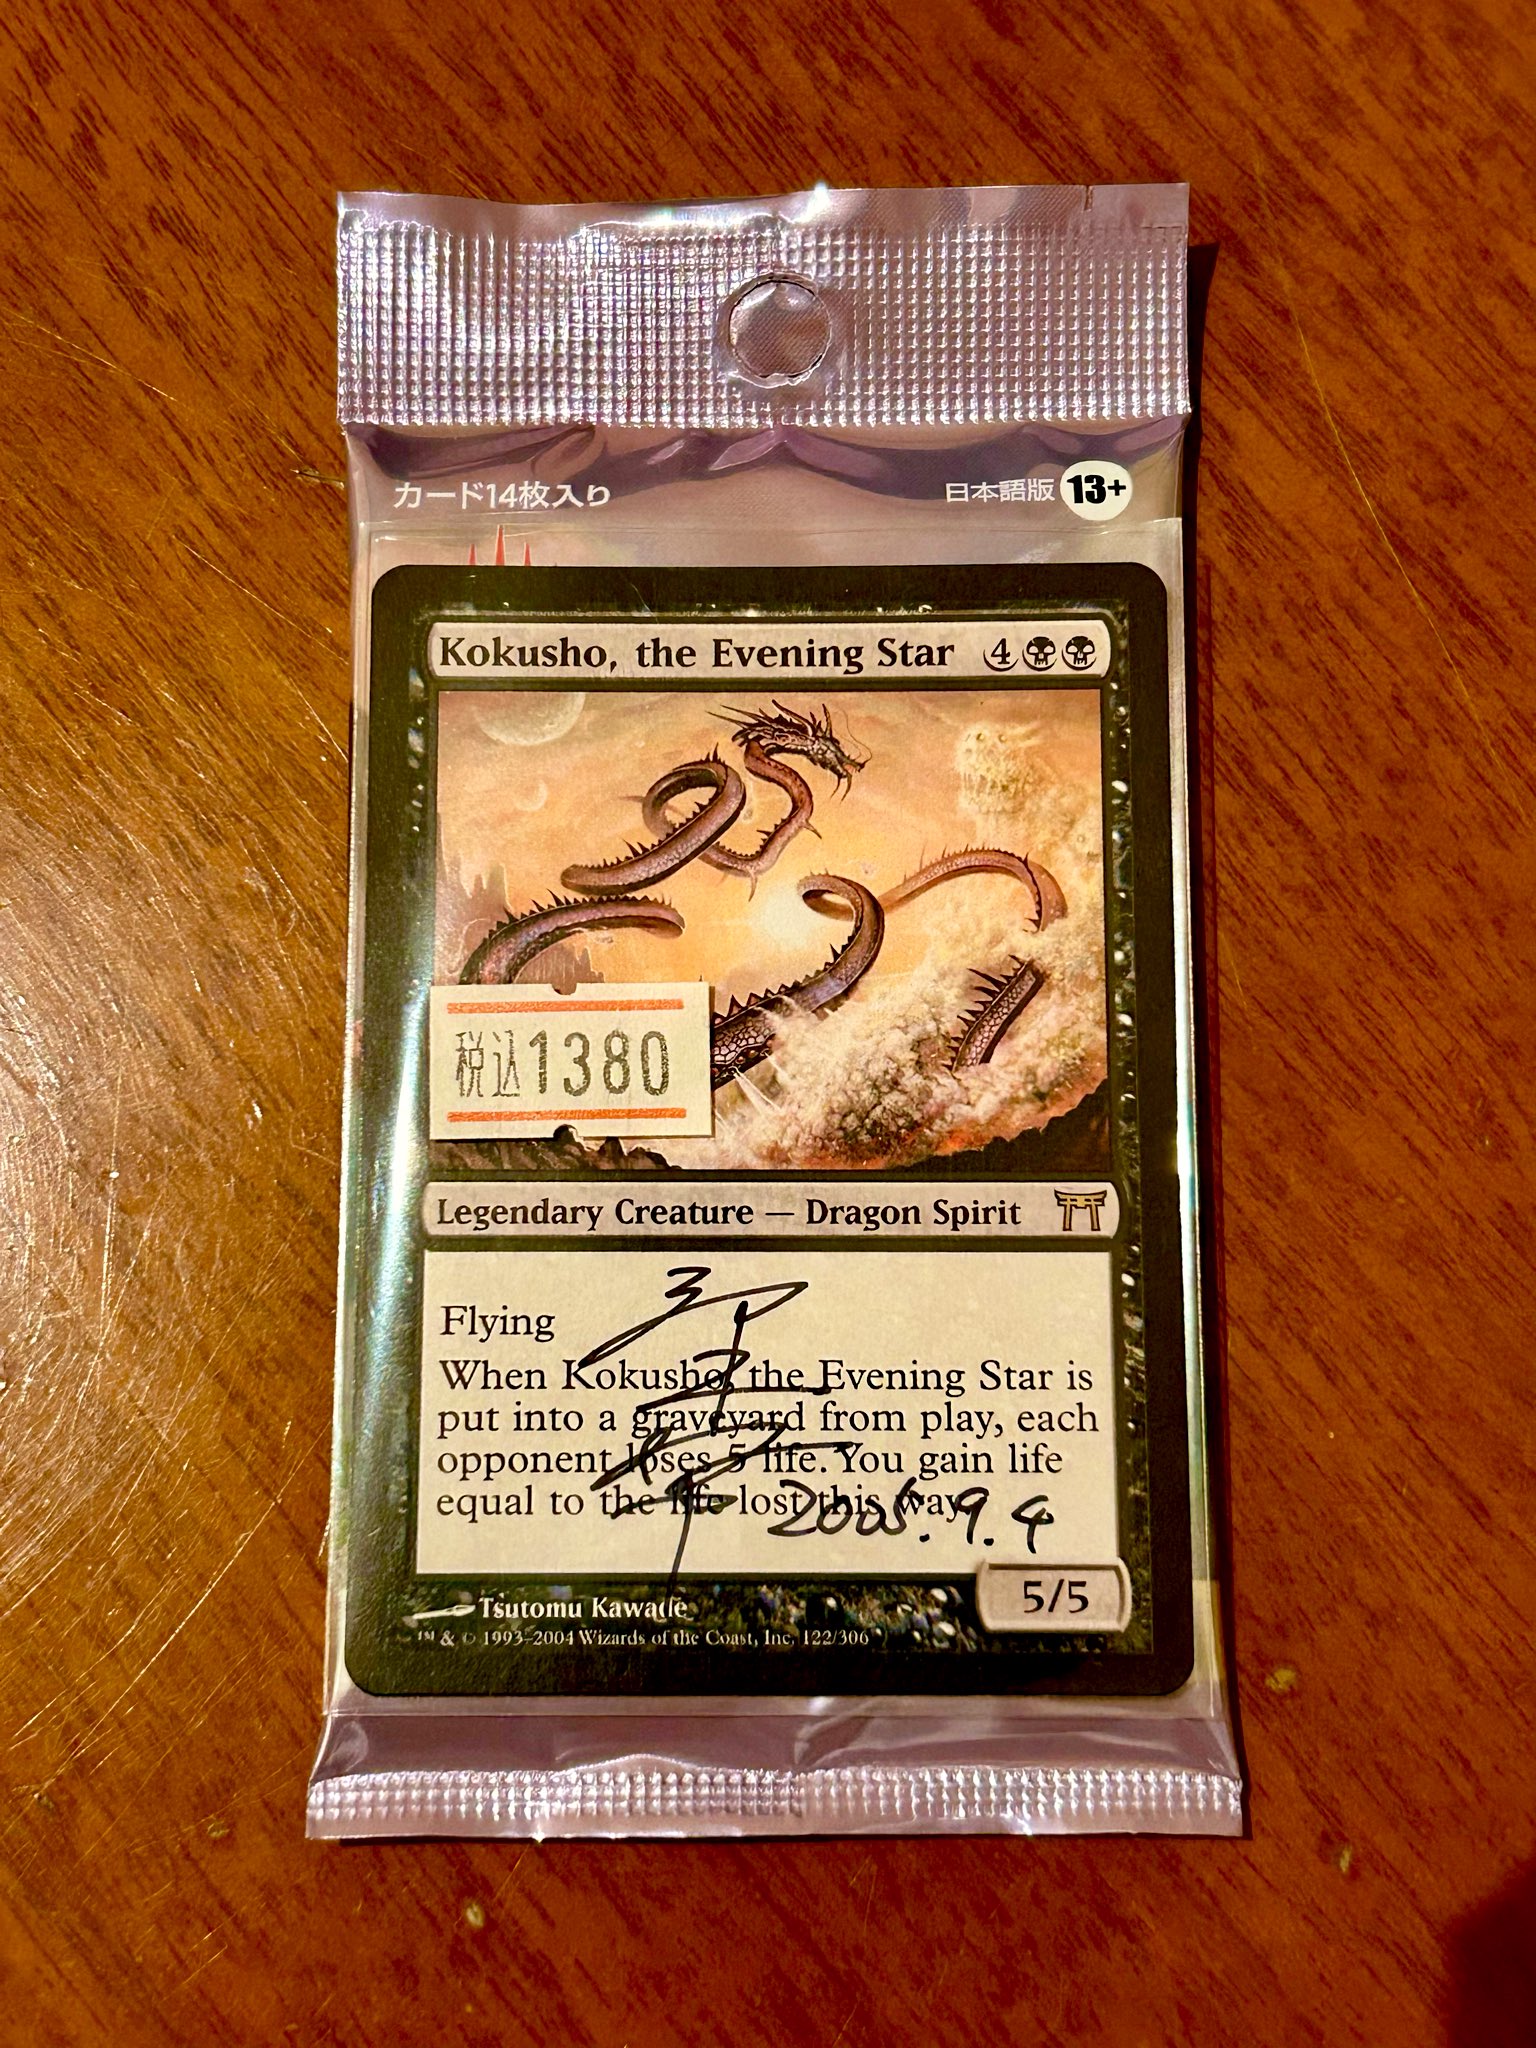 カード14枚入り
日本語版 13+
Kokusho, the Evening Star 4
税込1380
Legendary Creature — Dragon Spirit
Flying
When Kokusho, the Evening Star is
put into a graveyard from play, each
opponent loses 5 life. You gain life
equal to the life lost this way.
2005.9.4
5/5
Tsutomu Kawade
™ & © 1993–2004 Wizards of the Coast, Inc. 122/306